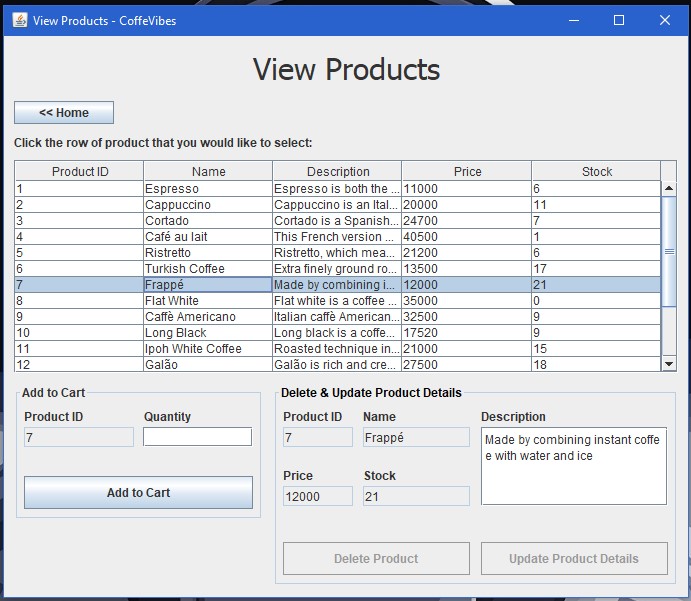 View Products - CoffeVibes
View Products
<< Home
Click the row of product that you would like to select:
Product ID Name Description Price Stock
1 Espresso Espresso is both the ... 11000 6
2 Cappuccino Cappuccino is an Ital... 20000 11
3 Cortado Cortado is a Spanish... 24700 7
4 Café au lait This French version ... 40500 1
5 Ristretto Ristretto, which mea... 21200 6
6 Turkish Coffee Extra finely ground ro... 13500 17
7 Frappé Made by combining i... 12000 21
8 Flat White Flat white is a coffee ... 35000 0
9 Caffè Americano Italian caffè American... 32500 9
10 Long Black Long black is a coffe... 17520 9
11 Ipoh White Coffee Roasted technique in... 21000 15
12 Galão Galão is rich and cre... 27500 18
Add to Cart
Product ID Quantity
7
Add to Cart
Delete & Update Product Details
Product ID Name Description
7 Frappé Made by combining instant coffe
e with water and ice
Price Stock
12000 21
Delete Product Update Product Details